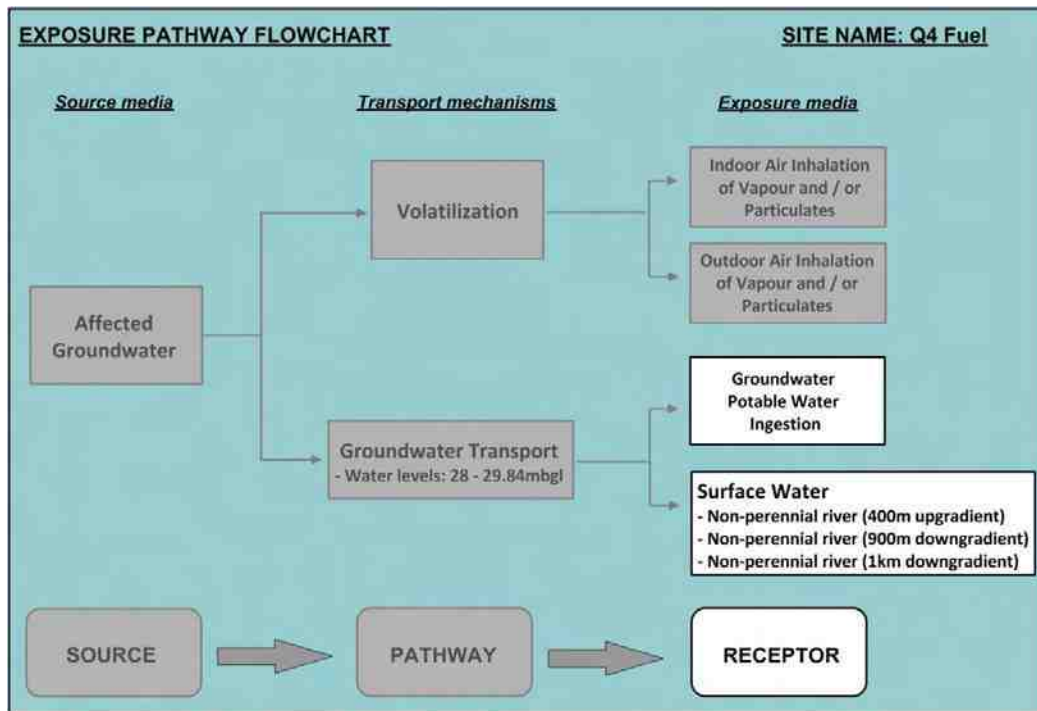 EXPOSURE PATHWAY FLOWCHART
SITE NAME: Q4 Fuel
Source media
Transport mechanisms
Exposure media
Indoor Air Inhalation
of Vapour and / or
Particulates
Volatilization
Outdoor Air Inhalation
of Vapour and / or
Particulates
Affected
Groundwater
Groundwater
Potable Water
Ingestion
Groundwater Transport
- Water levels: 28 - 29.84mbgl
Surface Water
- Non-perennial river (400m upgradient)
- Non-perennial river (900m downgradient)
- Non-perennial river (1km downgradient)
SOURCE
PATHWAY
RECEPTOR